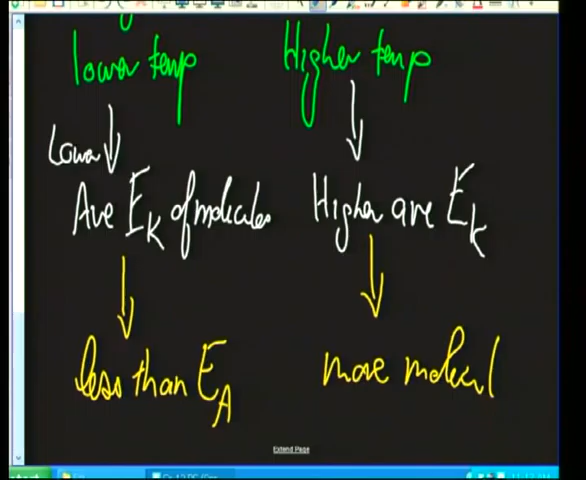 lower temp
Higher temp
Lower
Ave EK of molecules
Higher ave EK
less than EA
more molecul
Extend Page